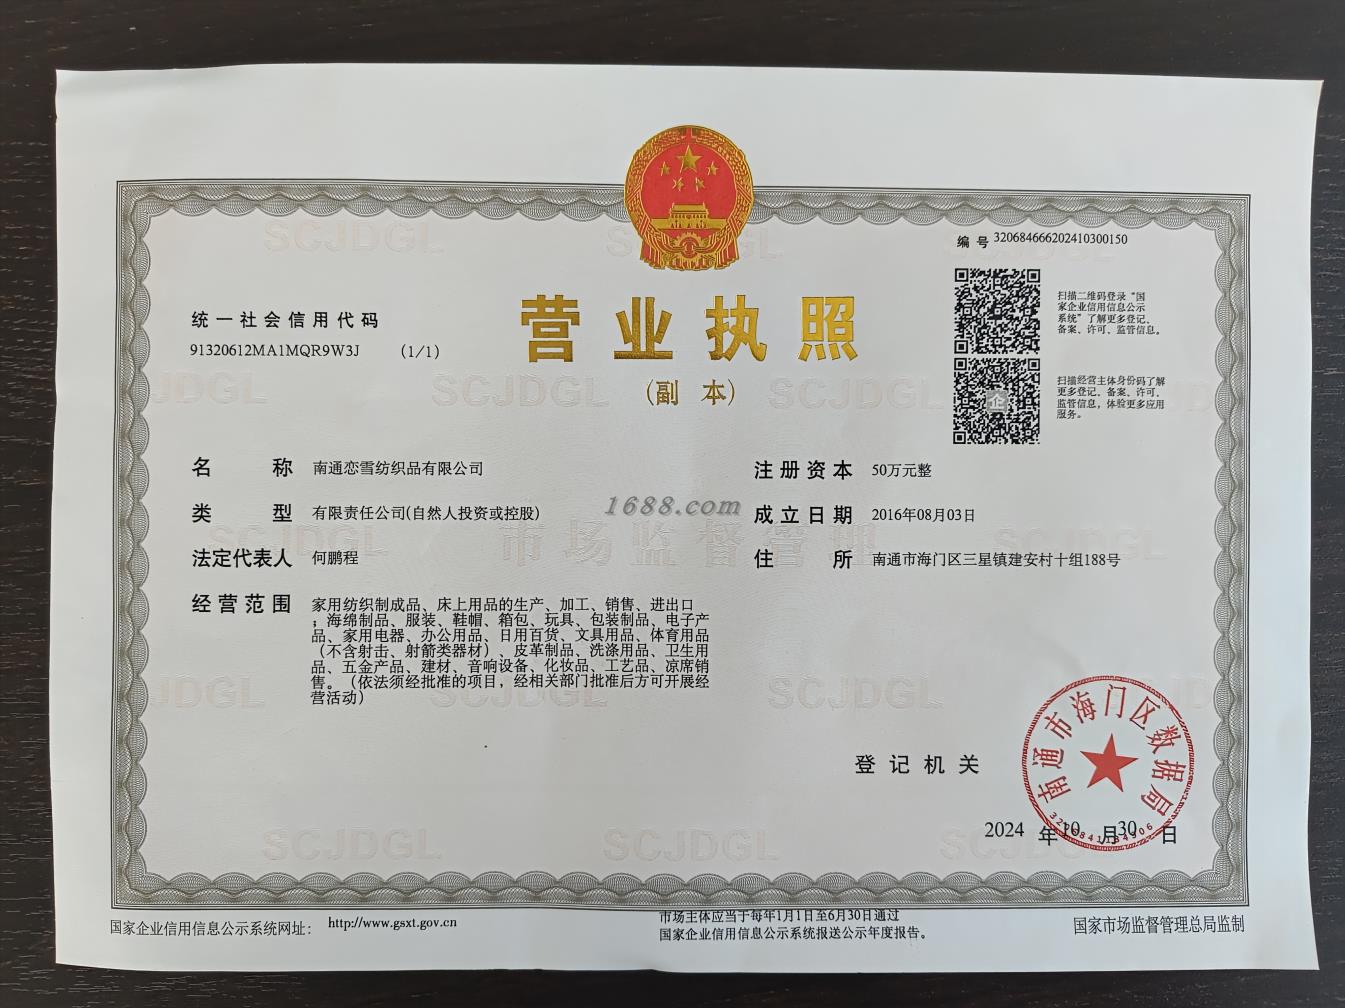 编号 320684666202410300150
扫描二维码登录“国
家企业信用信息公示
系统”了解更多登记、
备案、许可、监管信息。
统一社会信用代码
91320612MA1MQR9W3J (1/1)
营业执照
(副本)
扫描经营主体身份码了解
更多登记、备案、许可、
监管信息，体验更多应用
服务。
名称 南通恋雪纺织品有限公司
注册资本 50万元整
类型 有限责任公司(自然人投资或控股)
1688.com
成立日期 2016年08月03日
法定代表人 何鹏程
住所 南通市海门区三星镇建安村十组188号
经营范围 家用纺织制成品、床上用品的生产、加工、销售、进出口
；海绵制品、服装、鞋帽、箱包、玩具、包装制品、电子产
品、家用电器、办公用品、日用百货、文具用品、体育用品
（不含射击、射箭类器材）、皮革制品、洗涤用品、卫生用
品、五金产品、建材、音响设备、化妆品、工艺品、凉席销
售。（依法须经批准的项目，经相关部门批准后方可开展经
营活动）
SCJDGL
市场监督管理
登记机关
南通市海门区数据局
2024 年 10 月 30 日
国家企业信用信息公示系统网址： http://www.gsxt.gov.cn
市场主体应当于每年1月1日至6月30日通过
国家企业信用信息公示系统报送公示年度报告。
国家市场监督管理总局监制